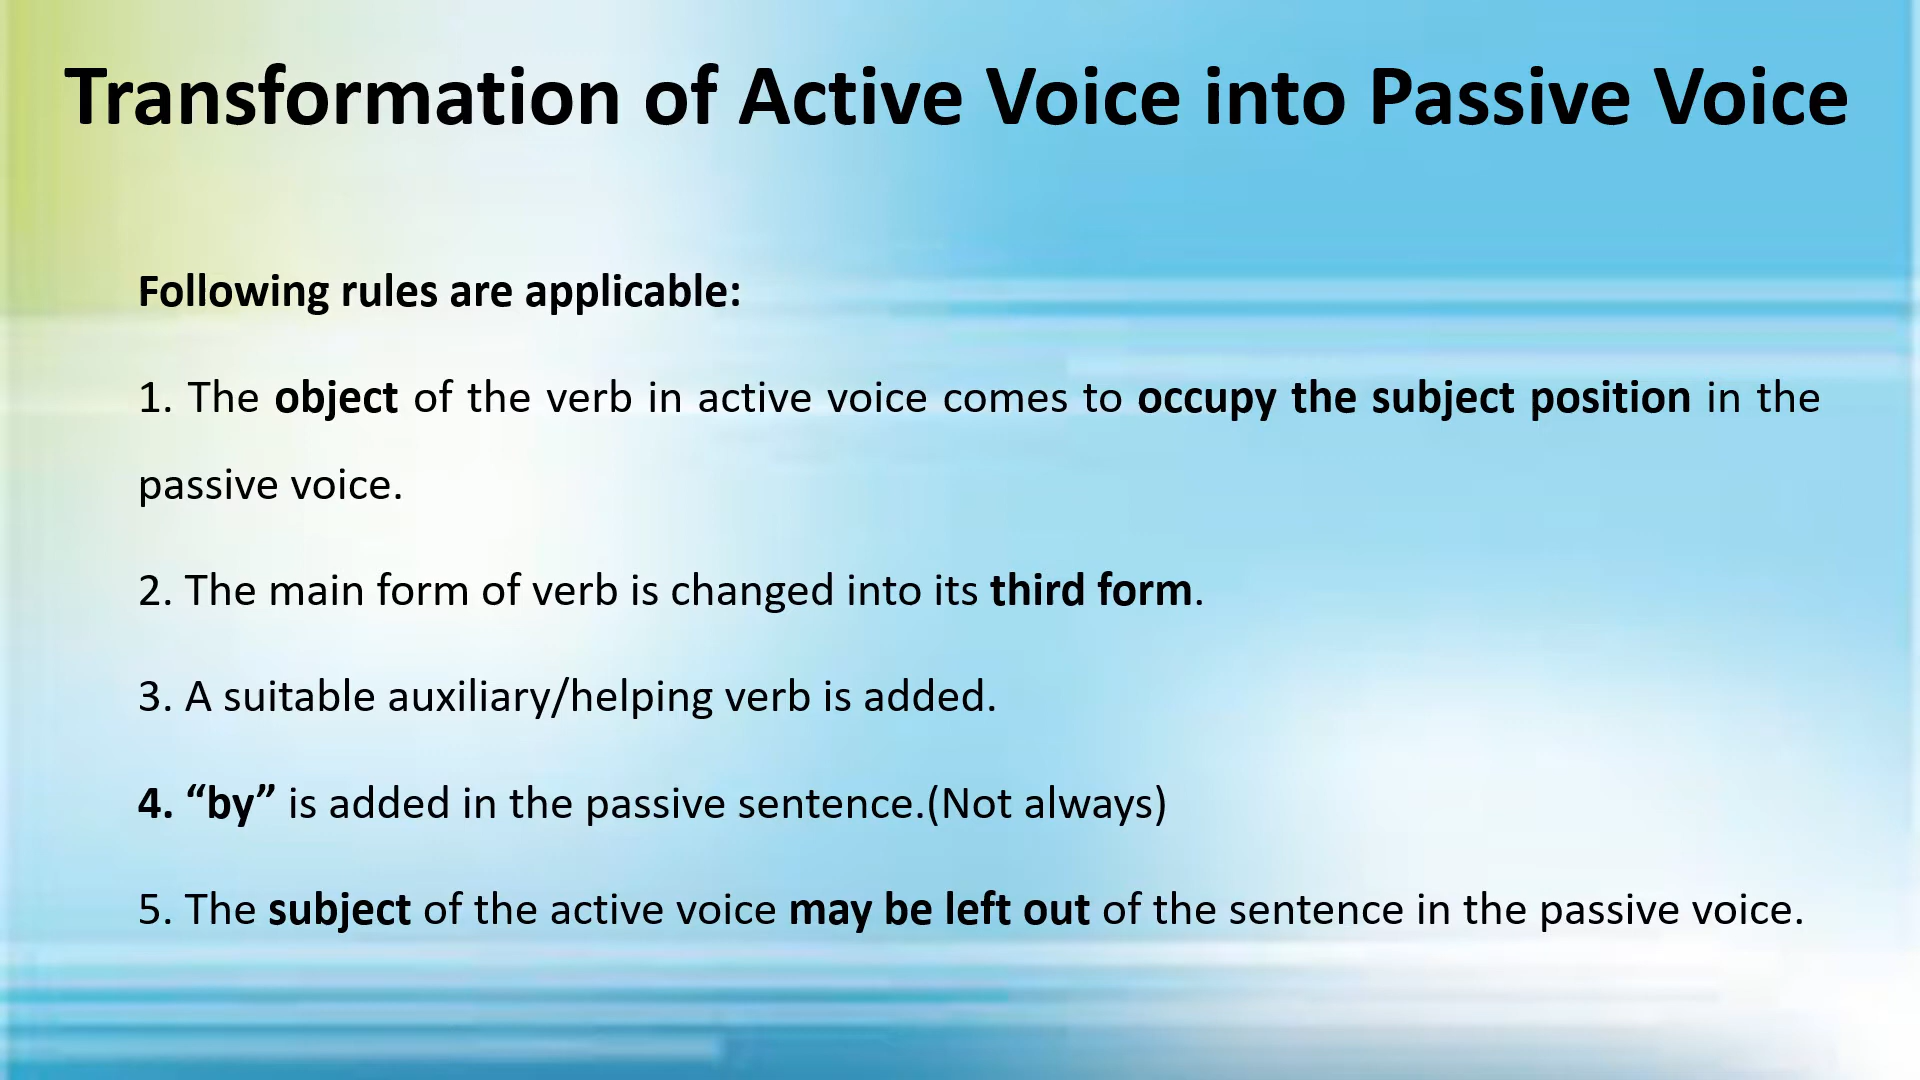 Transformation of Active Voice into Passive Voice
Following rules are applicable:
1. The object of the verb in active voice comes to occupy the subject position in the
passive voice.
2. The main form of verb is changed into its third form.
3. A suitable auxiliary/helping verb is added.
4. “by” is added in the passive sentence.(Not always)
5. The subject of the active voice may be left out of the sentence in the passive voice.